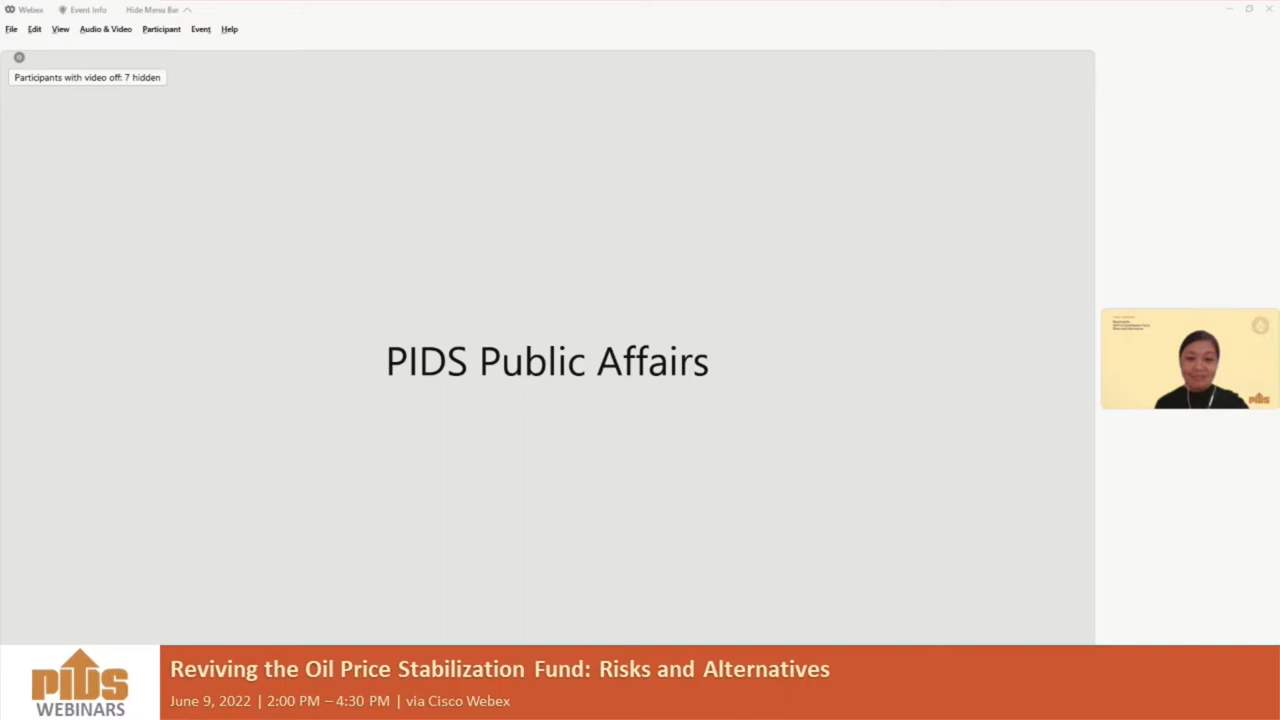 Webex
Event Info
Hide Menu Bar
File
Edit
View
Audio & Video
Participant
Event
Help
Participants with video off: 7 hidden
PIDS Public Affairs
PIDS
PIDS
WEBINARS
Reviving the Oil Price Stabilization Fund: Risks and Alternatives
June 9, 2022 | 2:00 PM – 4:30 PM | via Cisco Webex